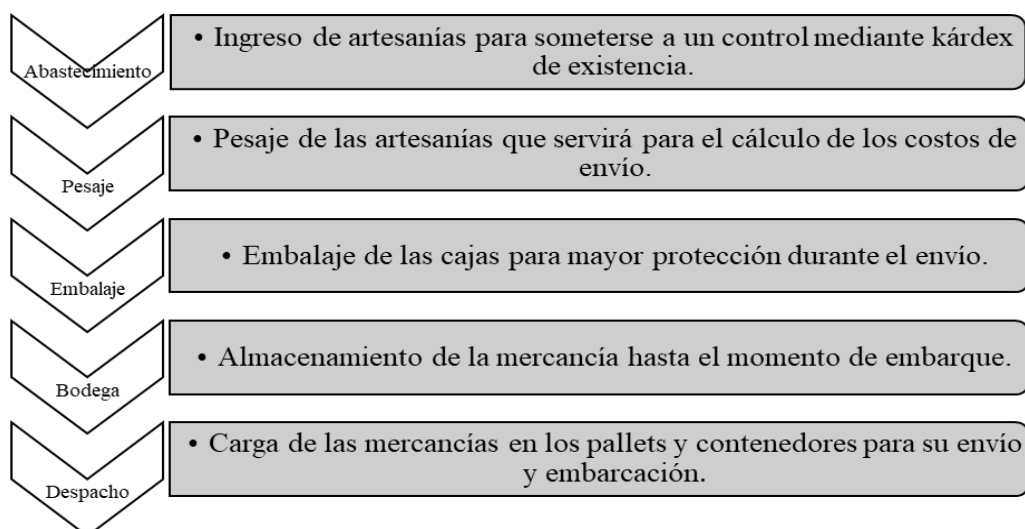 Abastecimiento
• Ingreso de artesanías para someterse a un control mediante kárdex
de existencia.
Pesaje
• Pesaje de las artesanías que servirá para el cálculo de los costos de
envío.
Embalaje
• Embalaje de las cajas para mayor protección durante el envío.
Bodega
• Almacenamiento de la mercancía hasta el momento de embarque.
Despacho
• Carga de las mercancías en los pallets y contenedores para su envío
y embarcación.